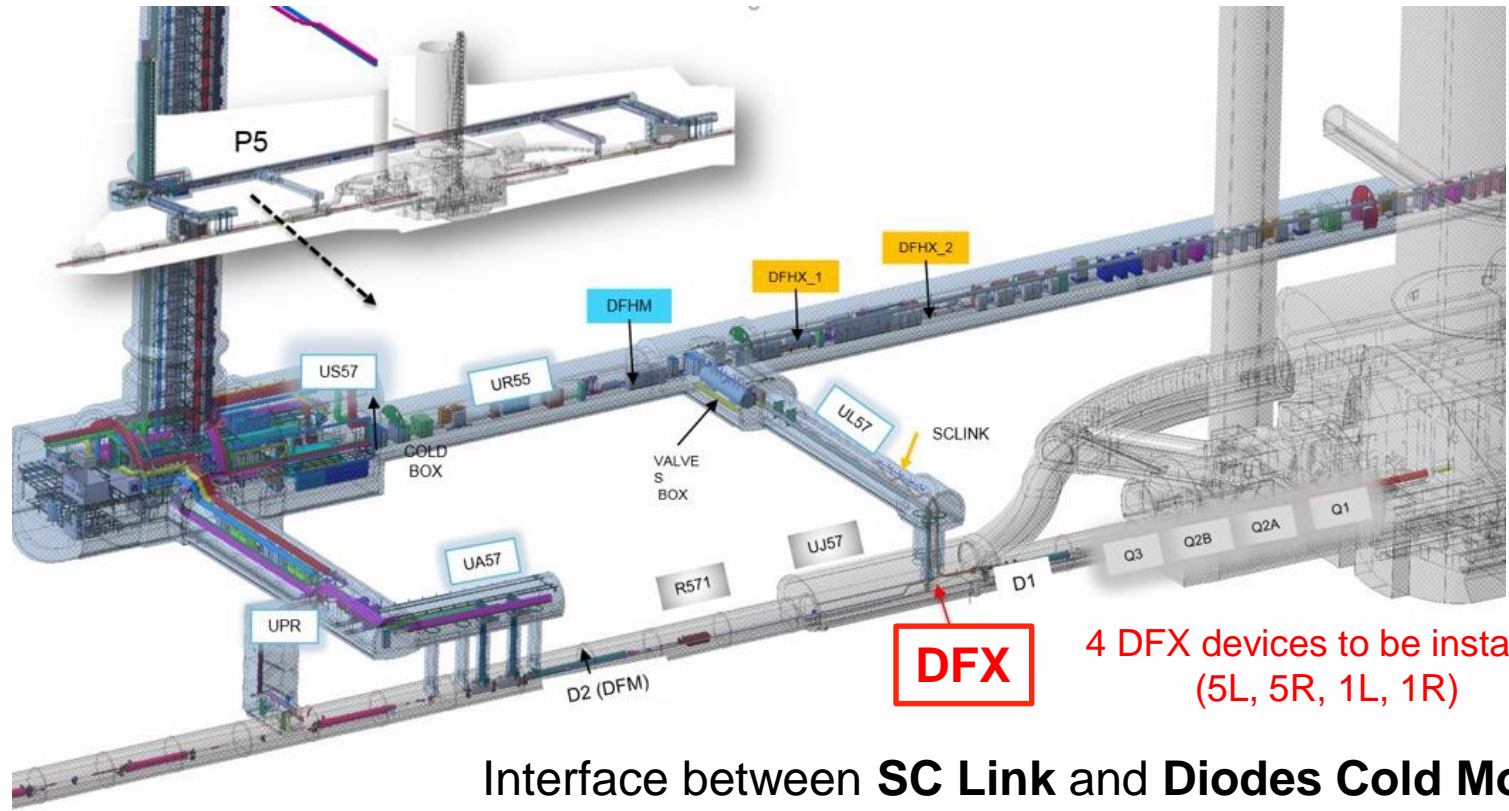 P5
DFHX_2
DFHX_1
DFHM
US57
UR55
COLD
BOX
VALVE
S
BOX
UL57
SCLINK
UA57
UPR
R571
UJ57
D2 (DFM)
D1
Q3
Q2B
Q2A
Q1
DFX
4 DFX devices to be insta
(5L, 5R, 1L, 1R)
Interface between SC Link and Diodes Cold Mo